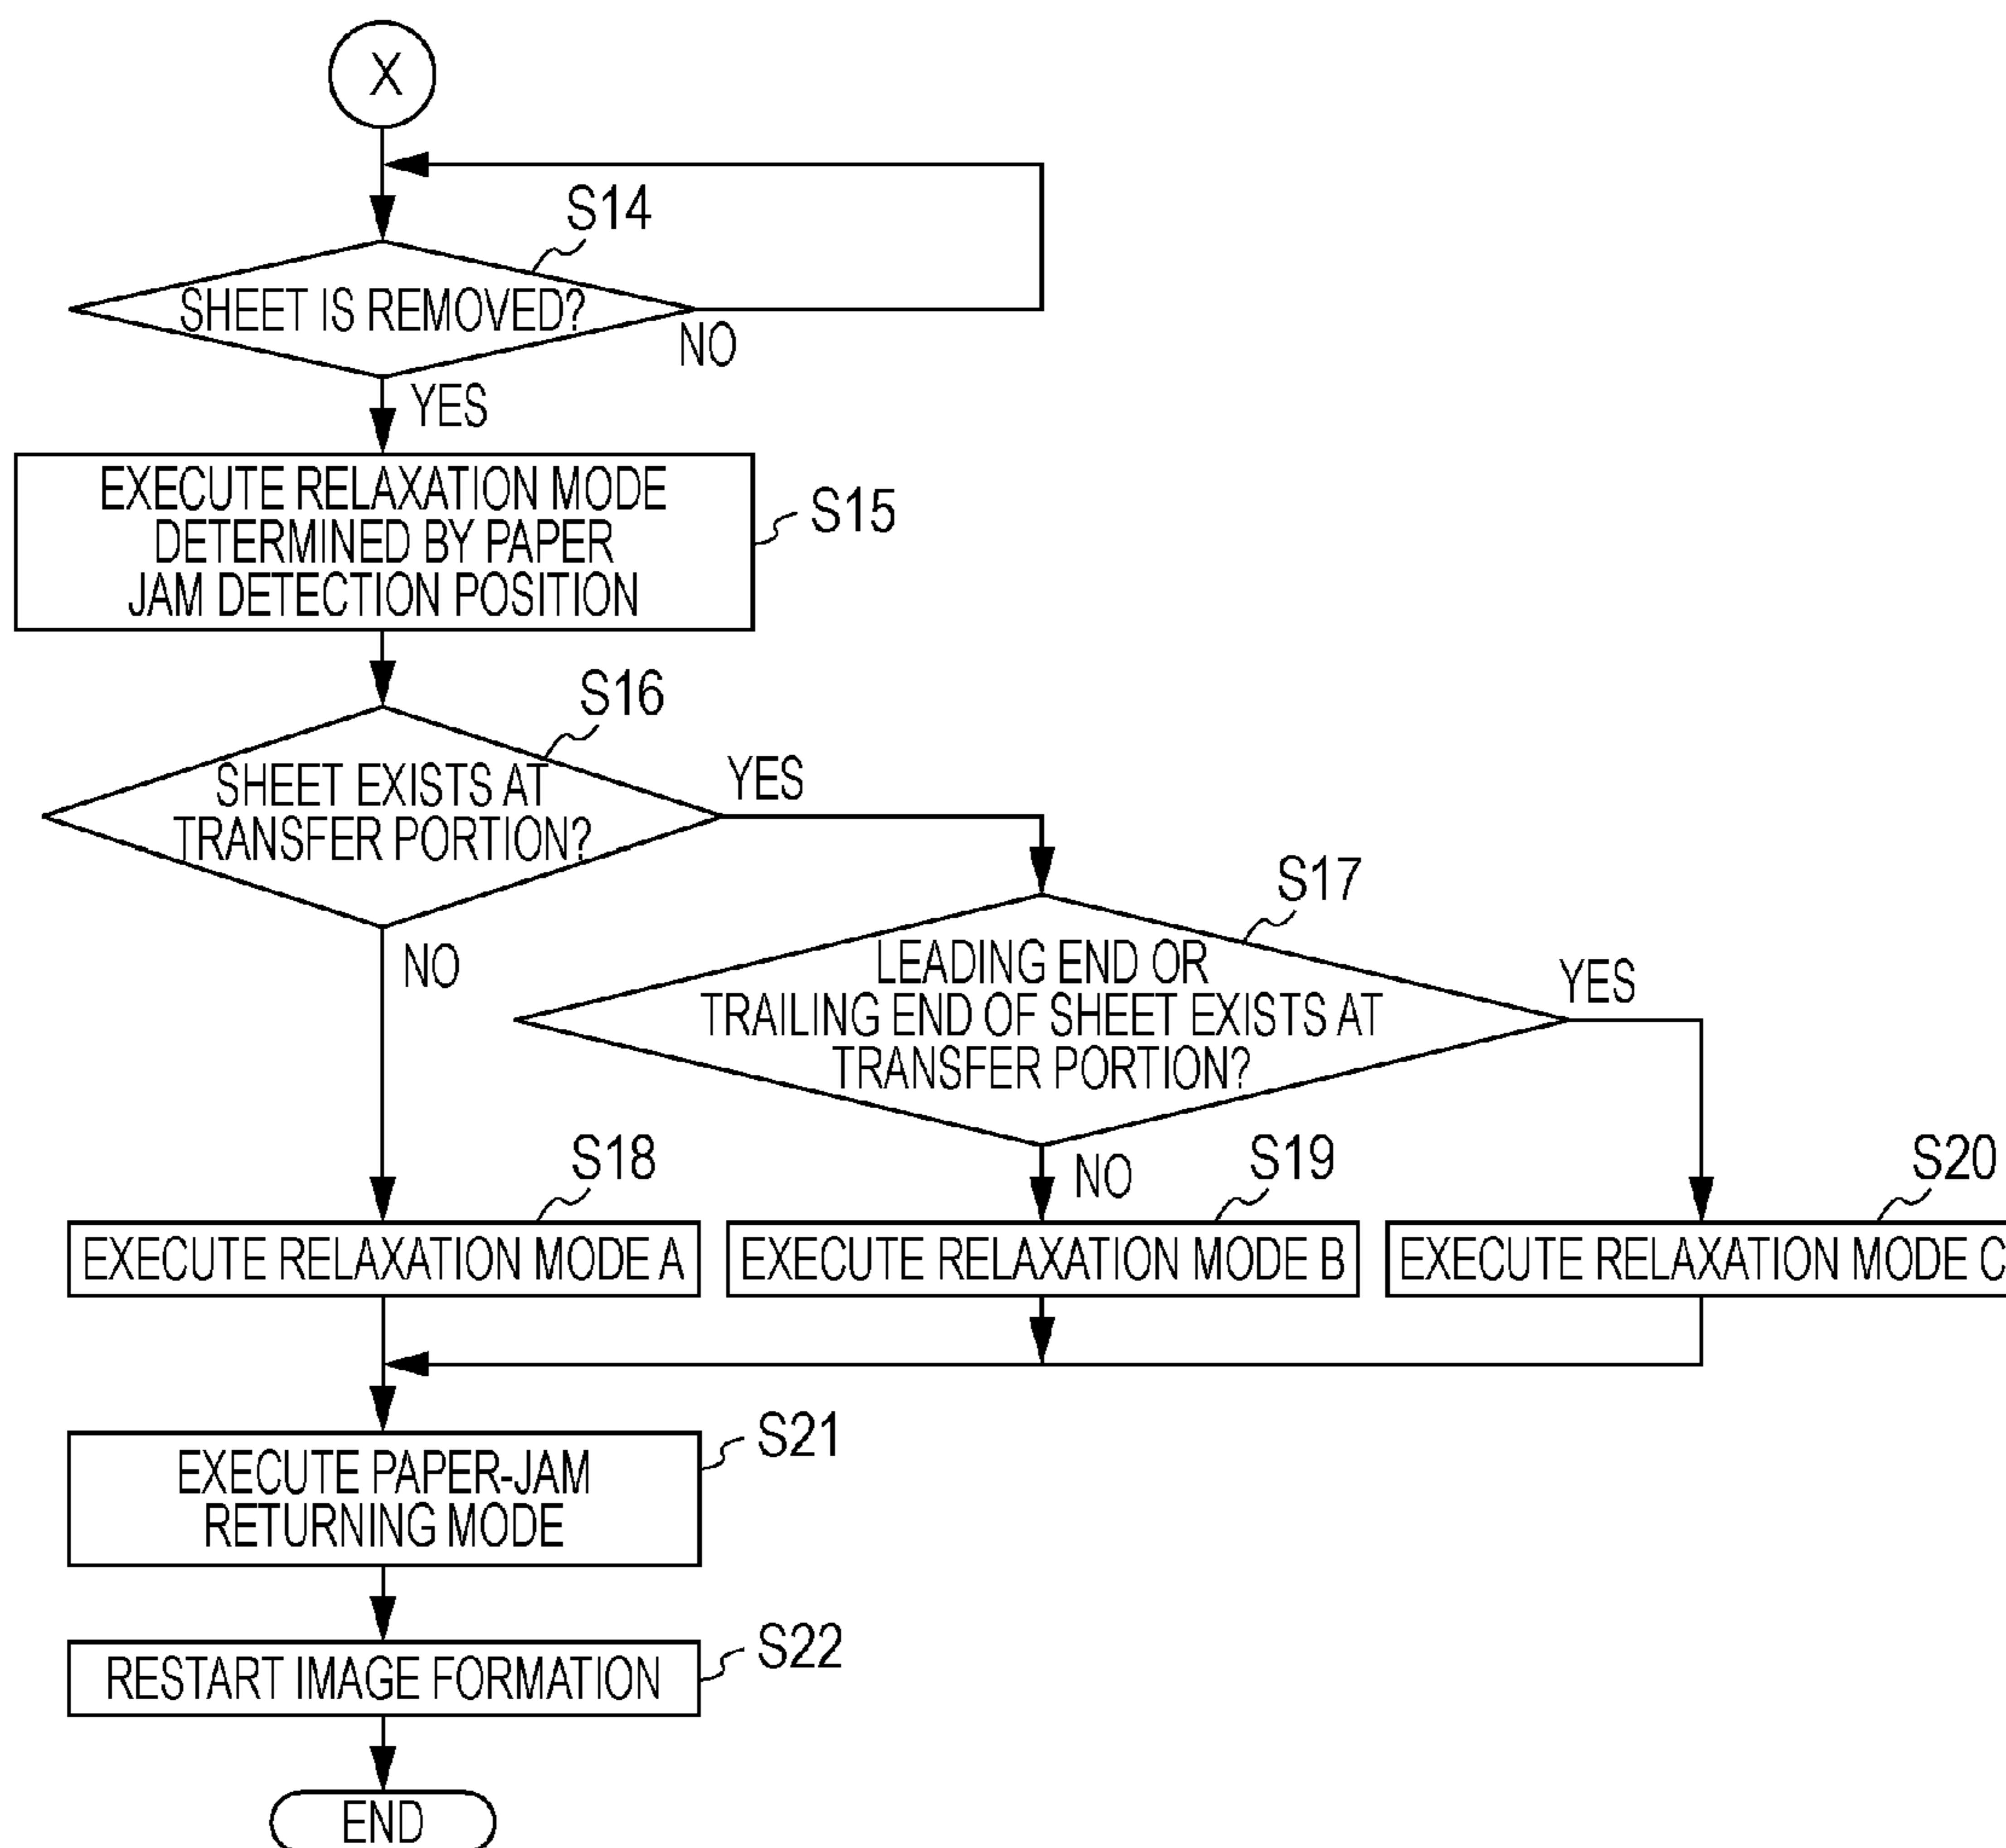 X
S14
SHEET IS REMOVED?
NO
YES
EXECUTE RELAXATION MODE
DETERMINED BY PAPER
JAM DETECTION POSITION
S15
S16
SHEET EXISTS AT
TRANSFER PORTION?
YES
NO
S17
LEADING END OR
TRAILING END OF SHEET EXISTS AT
TRANSFER PORTION?
YES
NO
S18
EXECUTE RELAXATION MODE A
S19
EXECUTE RELAXATION MODE B
S20
EXECUTE RELAXATION MODE C
EXECUTE PAPER-JAM
RETURNING MODE
S21
RESTART IMAGE FORMATION
S22
END